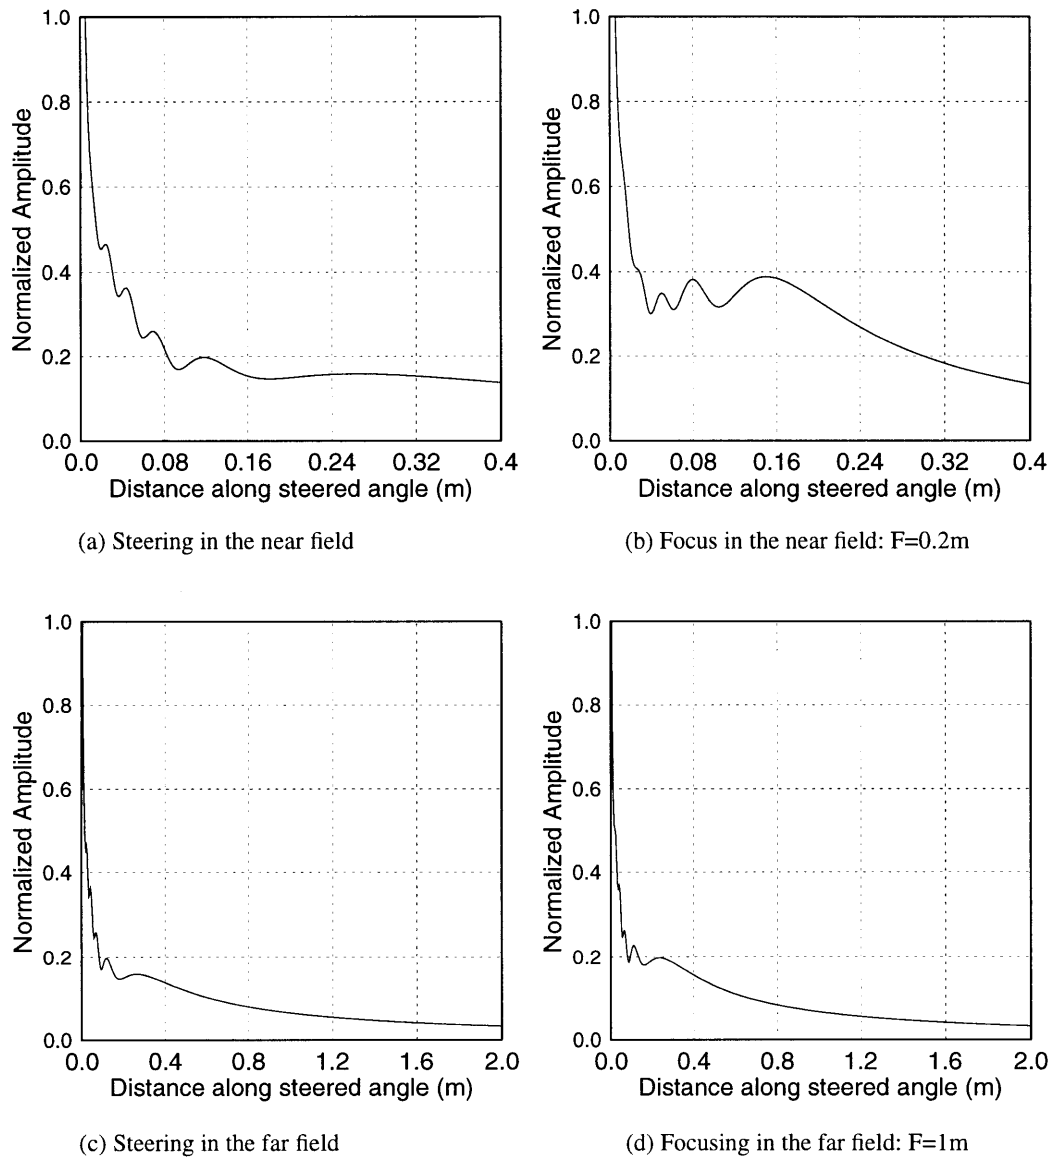 1.0
0.8
0.6
0.4
0.2
0.0
Normalized Amplitude
0.0 0.08 0.16 0.24 0.32 0.4
Distance along steered angle (m)
(a) Steering in the near field
1.0
0.8
0.6
0.4
0.2
0.0
Normalized Amplitude
0.0 0.08 0.16 0.24 0.32 0.4
Distance along steered angle (m)
(b) Focus in the near field: F=0.2m
1.0
0.8
0.6
0.4
0.2
0.0
Normalized Amplitude
0.0 0.4 0.8 1.2 1.6 2.0
Distance along steered angle (m)
(c) Steering in the far field
1.0
0.8
0.6
0.4
0.2
0.0
Normalized Amplitude
0.0 0.4 0.8 1.2 1.6 2.0
Distance along steered angle (m)
(d) Focusing in the far field: F=1m